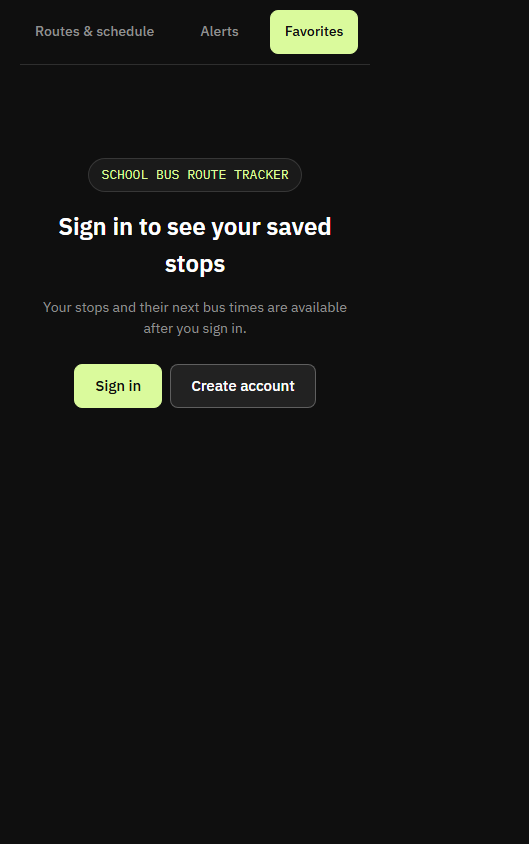 Routes & schedule Alerts Favorites
SCHOOL BUS ROUTE TRACKER
Sign in to see your saved
stops
Your stops and their next bus times are available
after you sign in.
Sign in Create account